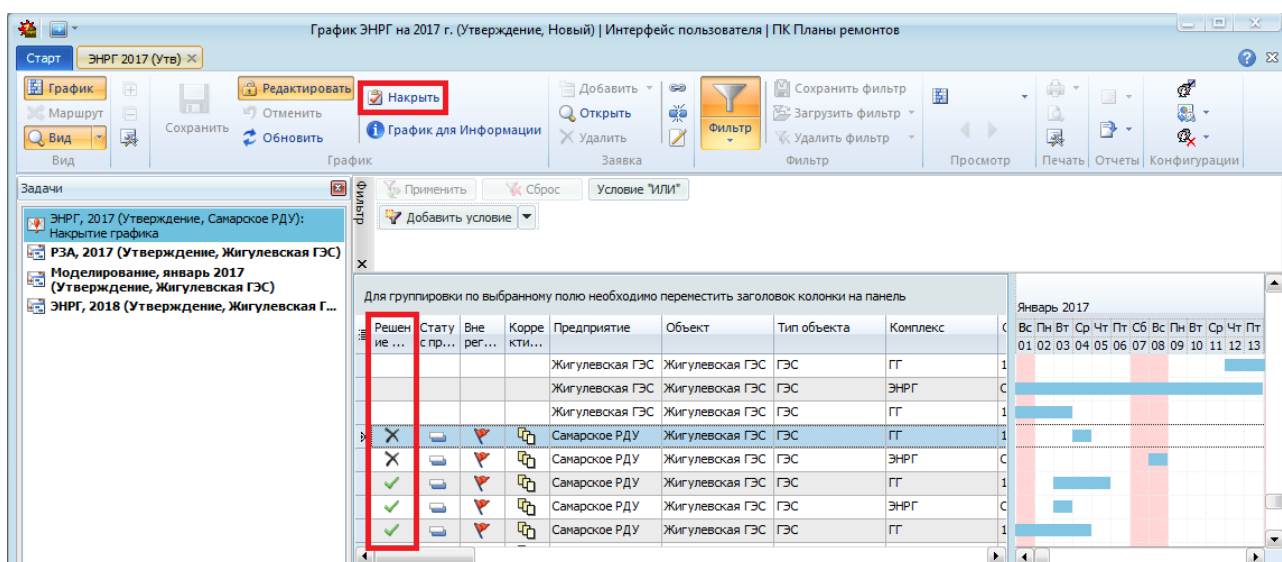 График ЭНРГ на 2017 г. (Утверждение, Новый) | Интерфейс пользователя | ПК Планы ремонтов
Старт ЭНРГ 2017 (Утв)
График Редактировать Накрыть Добавить Сохранить фильтр
Маршрут Сохранить Отменить Открыть Фильтр Загрузить фильтр
Вид Обновить График для Информации Удалить Удалить фильтр
Вид График Заявка Фильтр Просмотр Печать Отчеты Конфигурации
Задачи
ЭНРГ, 2017 (Утверждение, Самарское РДУ):
Накрытие графика
РЗА, 2017 (Утверждение, Жигулевская ГЭС)
Моделирование, январь 2017
(Утверждение, Жигулевская ГЭС)
ЭНРГ, 2018 (Утверждение, Жигулевская Г...
Фильтр
Применить Сброс Условие "ИЛИ"
Добавить условие
Для группировки по выбранному полю необходимо переместить заголовок колонки на панель
Январь 2017
Решен Стату Вне Корре Предприятие Объект Тип объекта Комплекс Вс Пн Вт Ср Чт Пт Сб Вс Пн Вт Ср Чт Пт
ие ... с пр... рег... кти... 01 02 03 04 05 06 07 08 09 10 11 12 13
Жигулевская ГЭС Жигулевская ГЭС ГЭС ГГ 1
Жигулевская ГЭС Жигулевская ГЭС ГЭС ЭНРГ С
Жигулевская ГЭС Жигулевская ГЭС ГЭС ГГ 1
Самарское РДУ Жигулевская ГЭС ГЭС ГГ 1
Самарское РДУ Жигулевская ГЭС ГЭС ЭНРГ С
Самарское РДУ Жигулевская ГЭС ГЭС ГГ 1
Самарское РДУ Жигулевская ГЭС ГЭС ЭНРГ С
Самарское РДУ Жигулевская ГЭС ГЭС ГГ 1